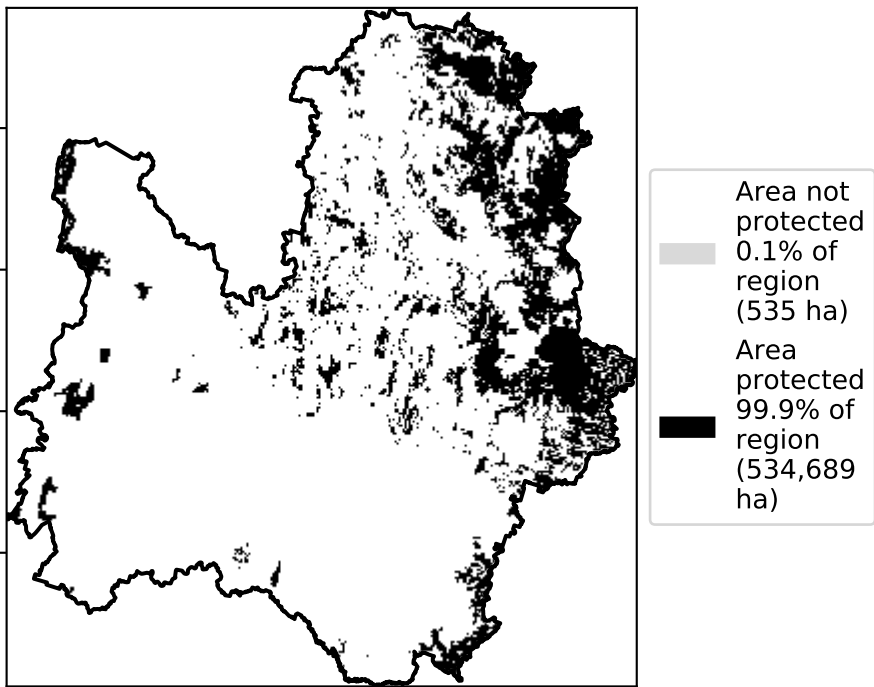 Area not
protected
0.1% of
region
(535 ha)
Area
protected
99.9% of
region
(534,689
ha)